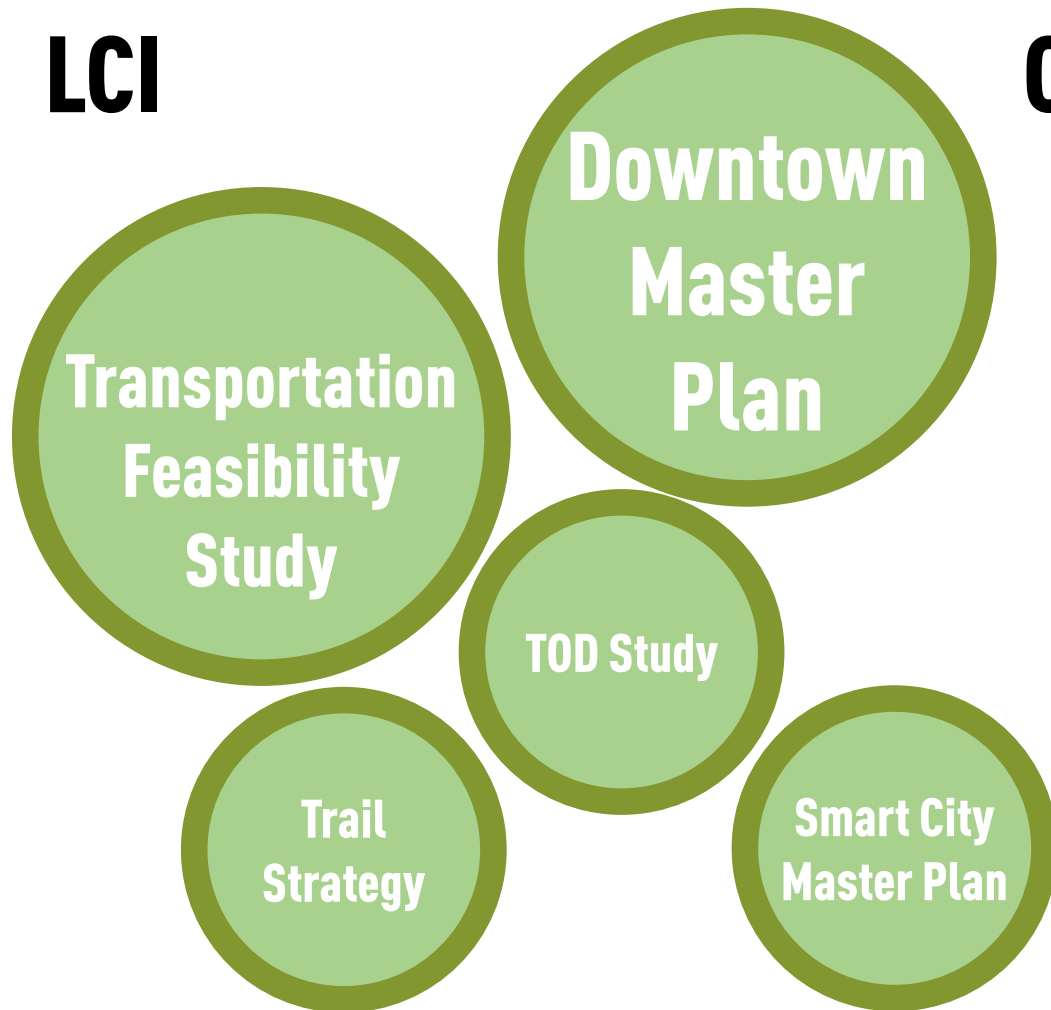 LCI
Downtown
Master
Plan
Transportation
Feasibility
Study
TOD Study
Trail
Strategy
Smart City
Master Plan